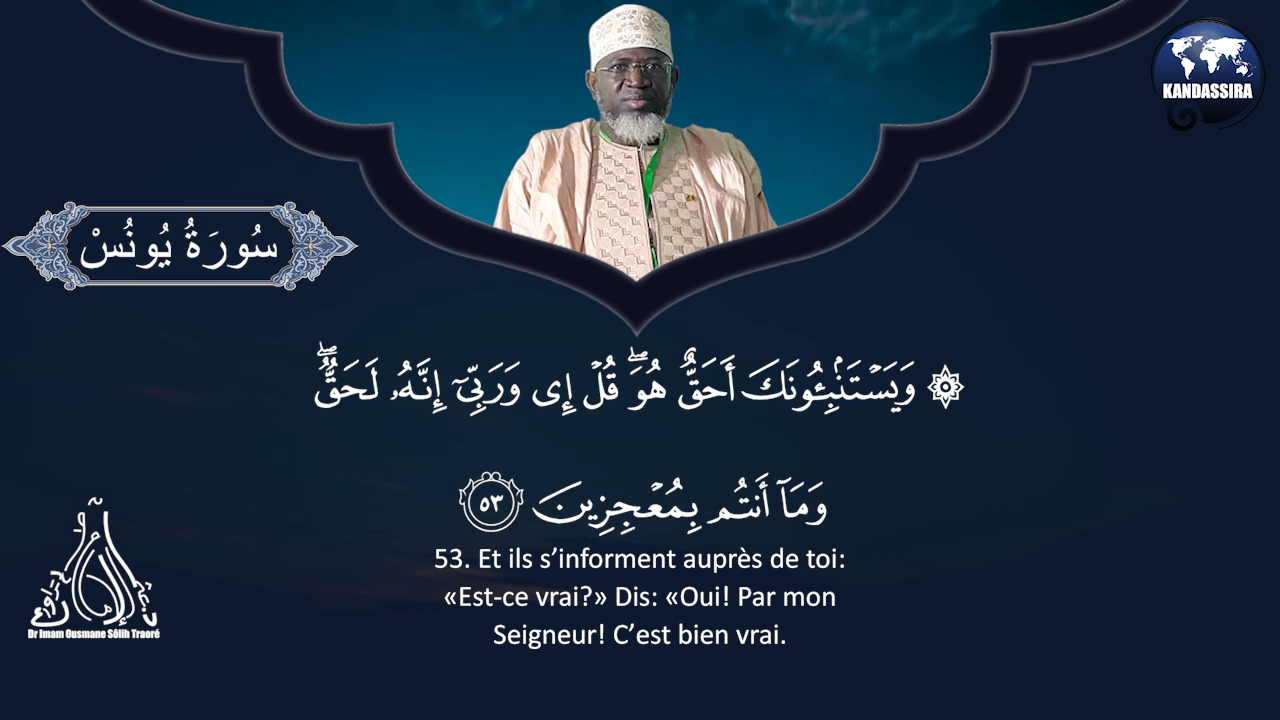 KANDASSIRA
سُورَةُ يُونُسْ
۞ وَيَسْتَنۢبِـُٔونَكَ أَحَقٌّ هُوَۖ قُلْ إِى وَرَبِّىٓ إِنَّهُۥ لَحَقٌّۖ
وَمَآ أَنتُم بِمُعْجِزِينَ ٥٣
53. Et ils s’informent auprès de toi:
«Est-ce vrai?» Dis: «Oui! Par mon
Seigneur! C’est bien vrai.
Dr Imam Ousmane Sôlih Traoré